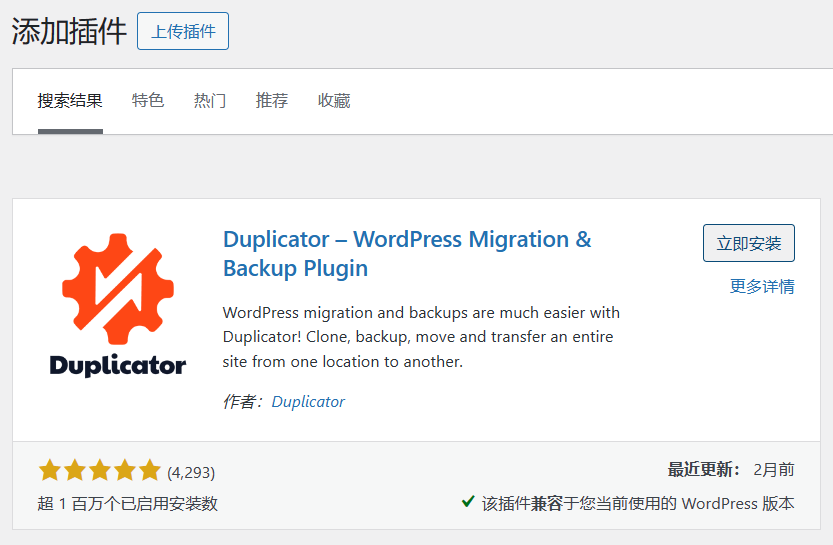 添加插件 上传插件
搜索结果 特色 热门 推荐 收藏
Duplicator
Duplicator – WordPress Migration &
Backup Plugin
立即安装
更多详情
WordPress migration and backups are much easier with
Duplicator! Clone, backup, move and transfer an entire
site from one location to another.
作者：Duplicator
(4,293)
最近更新： 2月前
超 1 百万个已启用安装数
该插件兼容于您当前使用的 WordPress 版本